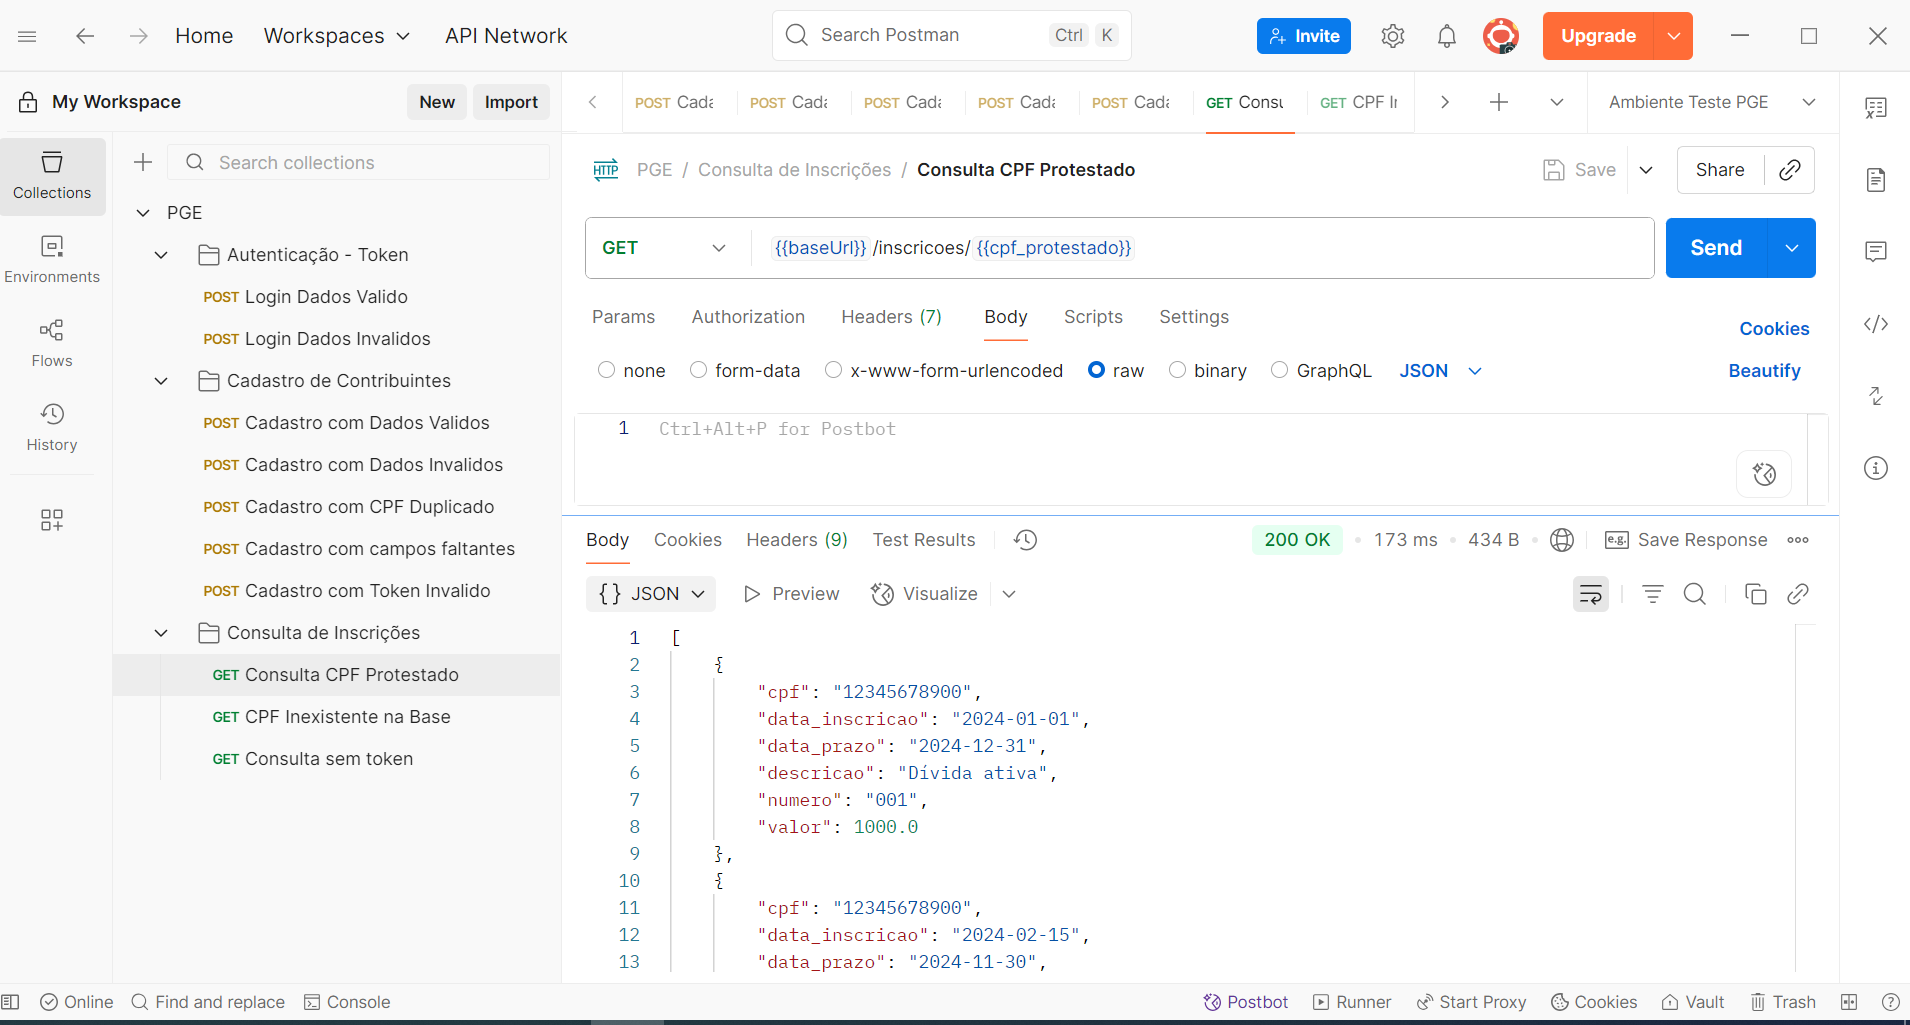 Home Workspaces API Network Search Postman Ctrl K Invite Upgrade
My Workspace New Import
POST Cada POST Cada POST Cada POST Cada POST Cada GET Consu GET CPF I Ambiente Teste PGE
Collections
Environments
Flows
History
Search collections
PGE
Autenticação - Token
POST Login Dados Valido
POST Login Dados Invalidos
Cadastro de Contribuintes
POST Cadastro com Dados Validos
POST Cadastro com Dados Invalidos
POST Cadastro com CPF Duplicado
POST Cadastro com campos faltantes
POST Cadastro com Token Invalido
Consulta de Inscrições
GET Consulta CPF Protestado
GET CPF Inexistente na Base
GET Consulta sem token
HTTP PGE / Consulta de Inscrições / Consulta CPF Protestado Save Share
GET {{baseUrl}}/inscricoes/{{cpf_protestado}} Send
Params Authorization Headers (7) Body Scripts Settings Cookies
none form-data x-www-form-urlencoded raw binary GraphQL JSON Beautify
1 Ctrl+Alt+P for Postbot
Body Cookies Headers (9) Test Results 200 OK • 173 ms • 434 B • e.g. Save Response
{} JSON Preview Visualize
1 [
2 {
3 "cpf": "12345678900",
4 "data_inscricao": "2024-01-01",
5 "data_prazo": "2024-12-31",
6 "descricao": "Dívida ativa",
7 "numero": "001",
8 "valor": 1000.0
9 },
10 {
11 "cpf": "12345678900",
12 "data_inscricao": "2024-02-15",
13 "data_prazo": "2024-11-30",
Online Find and replace Console Postbot Runner Start Proxy Cookies Vault Trash